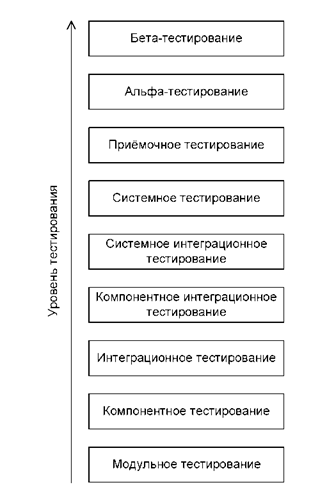 Бета-тестирование
Альфа-тестирование
Приёмочное тестирование
Системное тестирование
Системное интеграционное
тестирование
Компонентное интеграционное
тестирование
Интеграционное тестирование
Компонентное тестирование
Модульное тестирование
Уровень тестирования